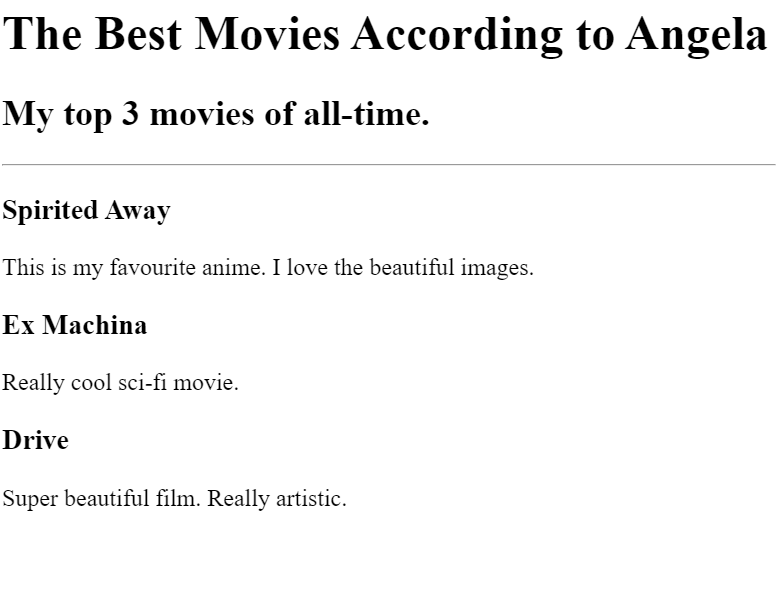 The Best Movies According to Angela
My top 3 movies of all-time.
Spirited Away
This is my favourite anime. I love the beautiful images.
Ex Machina
Really cool sci-fi movie.
Drive
Super beautiful film. Really artistic.